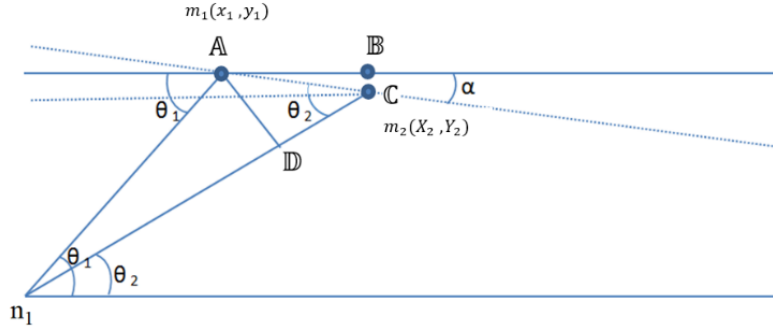 m₁(x₁ ,y₁)
𝔸
𝔹
θ₁
θ₂
ℂ
α
m₂(X₂ ,Y₂)
𝔻
θ₁
θ₂
n₁